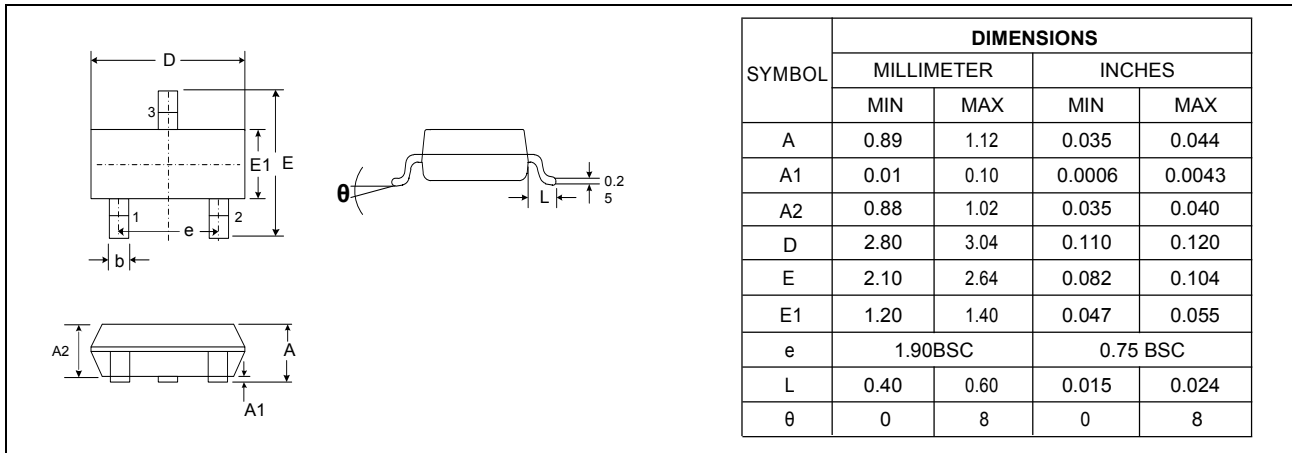 D
3
E1
E
1
2
e
b
θ
L
0.2
5
A2
A
A1
DIMENSIONS
SYMBOL MILLIMETER INCHES
MIN MAX MIN MAX
A 0.89 1.12 0.035 0.044
A1 0.01 0.10 0.0006 0.0043
A2 0.88 1.02 0.035 0.040
D 2.80 3.04 0.110 0.120
E 2.10 2.64 0.082 0.104
E1 1.20 1.40 0.047 0.055
e 1.90BSC 0.75 BSC
L 0.40 0.60 0.015 0.024
θ 0 8 0 8